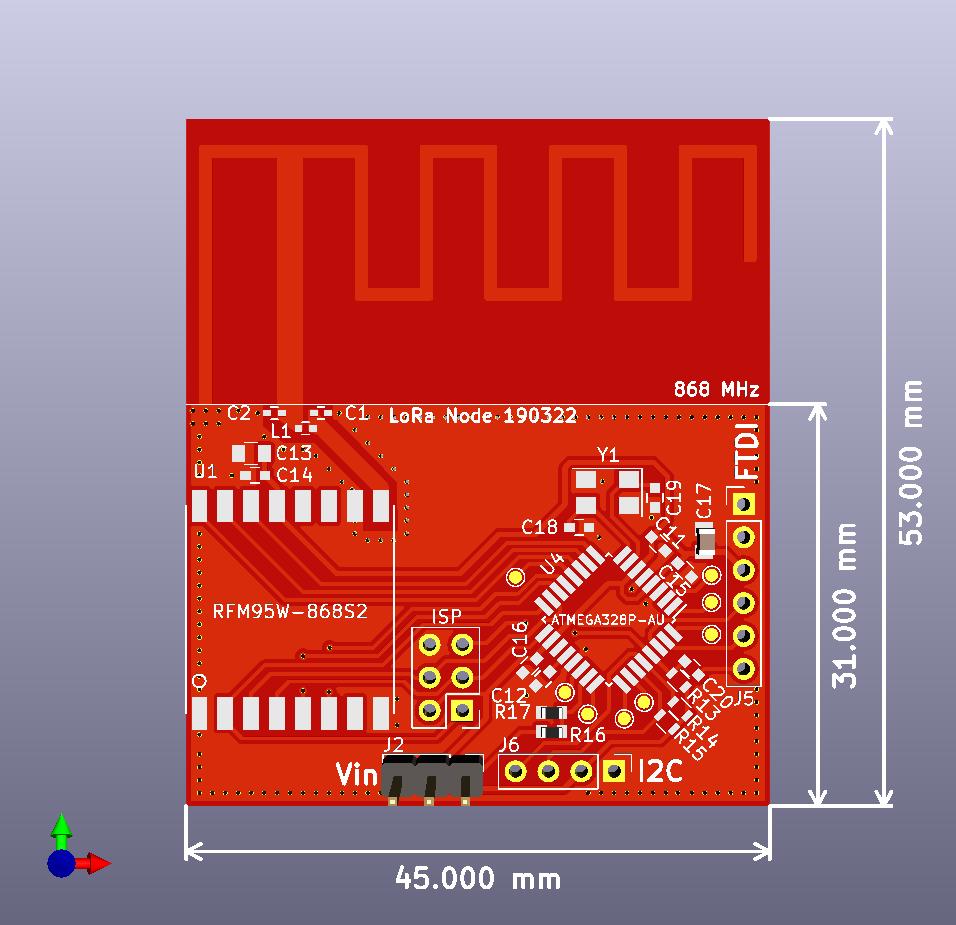 868 MHz
53.000 mm
C2
C1
LoRa Node-190322
L1
C13
U1
C14
FTDI
Y1
C19
C17
C18
C11
U4
C15
RFM95W-868S2
ISP
ATMEGA328P-AU
C16
31.000 mm
C12
R17
R16
C20
R13
R14
R15
J5
J2
J6
Vin
I2C
45.000 mm